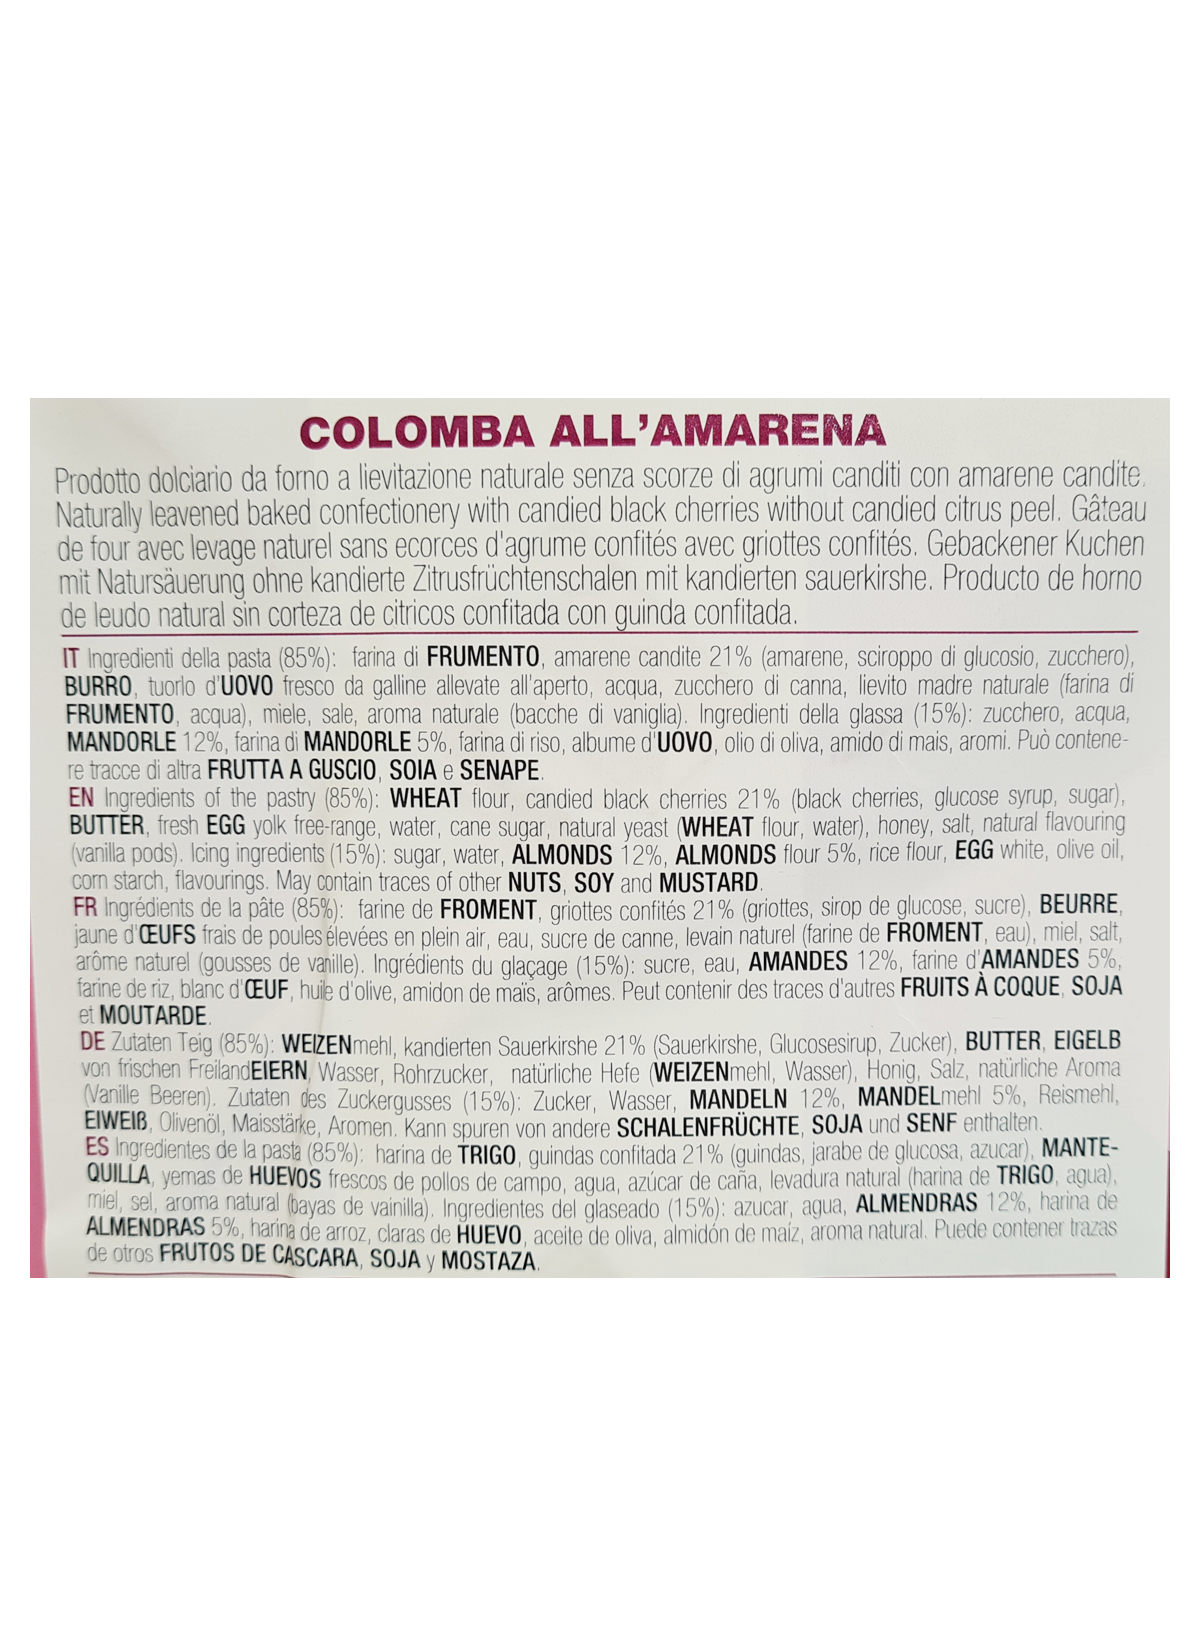 COLOMBA ALL'AMARENA
Prodotto dolciario da forno a lievitazione naturale senza scorze di agrumi canditi con amarene candite.
Naturally leavened baked confectionery with candied black cherries without candied citrus peel. Gâteau
de four avec levage naturel sans ecorces d'agrume confités avec griottes confités. Gebackener Kuchen
mit Natursäuerung ohne kandierte Zitrusfrüchtenschalen mit kandierten sauerkirshe. Producto de horno
de leudo natural sin corteza de citricos confitada con guinda confitada.
IT Ingredienti della pasta (85%): farina di FRUMENTO, amarene candite 21% (amarene, sciroppo di glucosio, zucchero),
BURRO, tuorlo d'UOVO fresco da galline allevate all'aperto, acqua, zucchero di canna, lievito madre naturale (farina di
FRUMENTO, acqua), miele, sale, aroma naturale (bacche di vaniglia). Ingredienti della glassa (15%): zucchero, acqua,
MANDORLE 12%, farina di MANDORLE 5%, farina di riso, albume d'UOVO, olio di oliva, amido di mais, aromi. Può contene-
re tracce di altra FRUTTA A GUSCIO, SOIA e SENAPE.
EN Ingredients of the pastry (85%): WHEAT flour, candied black cherries 21% (black cherries, glucose syrup, sugar),
BUTTER, fresh EGG yolk free-range, water, cane sugar, natural yeast (WHEAT flour, water), honey, salt, natural flavouring
(vanilla pods). Icing ingredients (15%): sugar, water, ALMONDS 12%, ALMONDS flour 5%, rice flour, EGG white, olive oil,
corn starch, flavourings. May contain traces of other NUTS, SOY and MUSTARD.
FR Ingrédients de la pâte (85%): farine de FROMENT, griottes confités 21% (griottes, sirop de glucose, sucre), BEURRE,
jaune d'ŒUFS frais de poules élevées en plein air, eau, sucre de canne, levain naturel (farine de FROMENT, eau), miel, salt,
arôme naturel (gousses de vanille). Ingrédients du glaçage (15%): sucre, eau, AMANDES 12%, farine d'AMANDES 5%,
farine de riz, blanc d'ŒUF, huile d'olive, amidon de maïs, arômes. Peut contenir des traces d'autres FRUITS À COQUE, SOJA
et MOUTARDE.
DE Zutaten Teig (85%): WEIZENmehl, kandierten Sauerkirshe 21% (Sauerkirshe, Glucosesirup, Zucker), BUTTER, EIGELB
von frischen FreilandEIERN, Wasser, Rohrzucker, natürliche Hefe (WEIZENmehl, Wasser), Honig, Salz, natürliche Aroma
(Vanille Beeren). Zutaten des Zuckergusses (15%): Zucker, Wasser, MANDELN 12%, MANDELmehl 5%, Reismehl,
EIWEIß, Olivenöl, Maisstärke, Aromen. Kann spuren von andere SCHALENFRÜCHTE, SOJA und SENF enthalten.
ES Ingredientes de la pasta (85%): harina de TRIGO, guindas confitada 21% (guindas, jarabe de glucosa, azucar), MANTE-
QUILLA, yemas de HUEVOS frescos de pollos de campo, agua, azúcar de caña, levadura natural (harina de TRIGO, agua),
miel, sel, aroma natural (bayas de vainilla). Ingredientes del glaseado (15%): azucar, agua, ALMENDRAS 12%, harina de
ALMENDRAS 5%, harina de arroz, claras de HUEVO, aceite de oliva, almidón de maíz, aroma natural. Puede contener trazas
de otros FRUTOS DE CÁSCARA, SOJA y MOSTAZA.